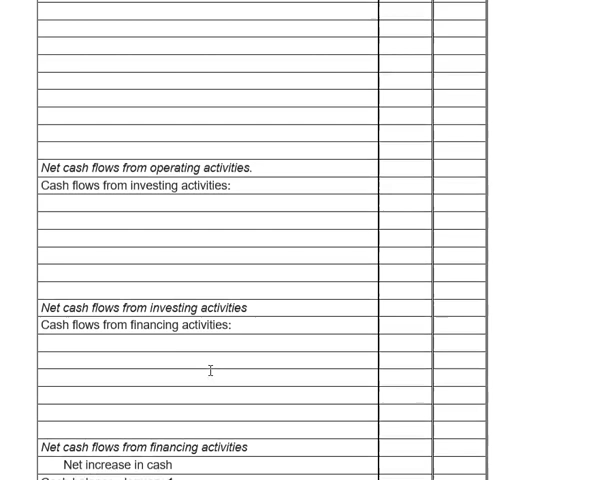 Net cash flows from operating activities.
Cash flows from investing activities:
Net cash flows from investing activities
Cash flows from financing activities:
Net cash flows from financing activities
Net increase in cash